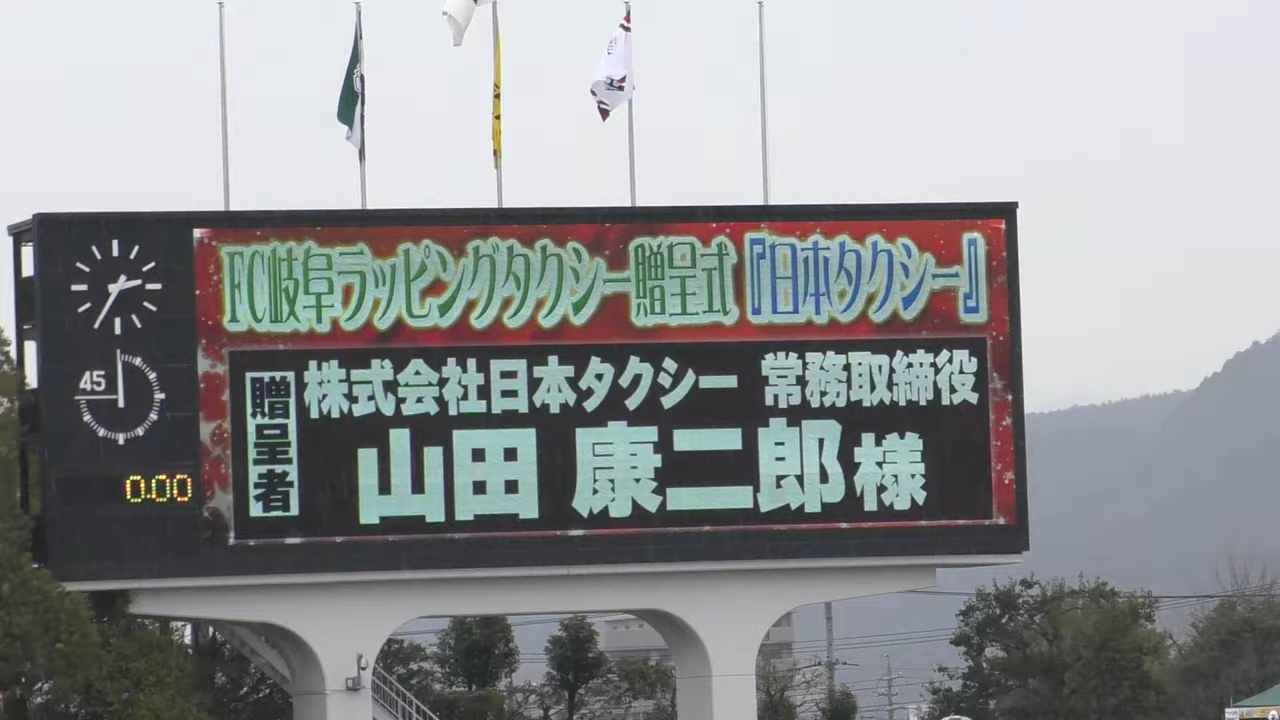 FC岐阜ラッピングタクシー贈呈式『日本タクシー』
贈呈者
株式会社日本タクシー 常務取締役
山田 康二郎 様
45
0.00